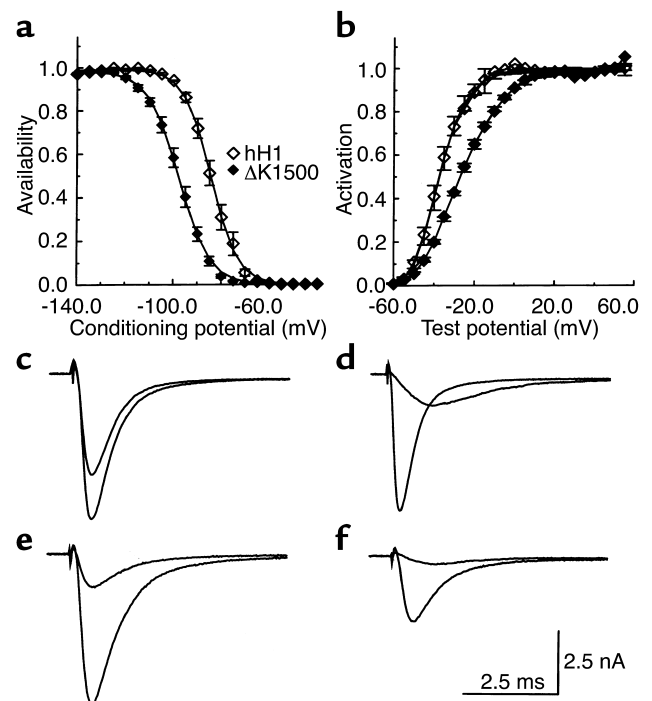 a
1.0
0.8
0.6
0.4
0.2
0.0
Availability
hH1
ΔK1500
-140.0 -100.0 -60.0
Conditioning potential (mV)
b
1.0
0.8
0.6
0.4
0.2
0.0
Activation
-60.0 -20.0 20.0 60.0
Test potential (mV)
c
d
e
f
2.5 nA
2.5 ms